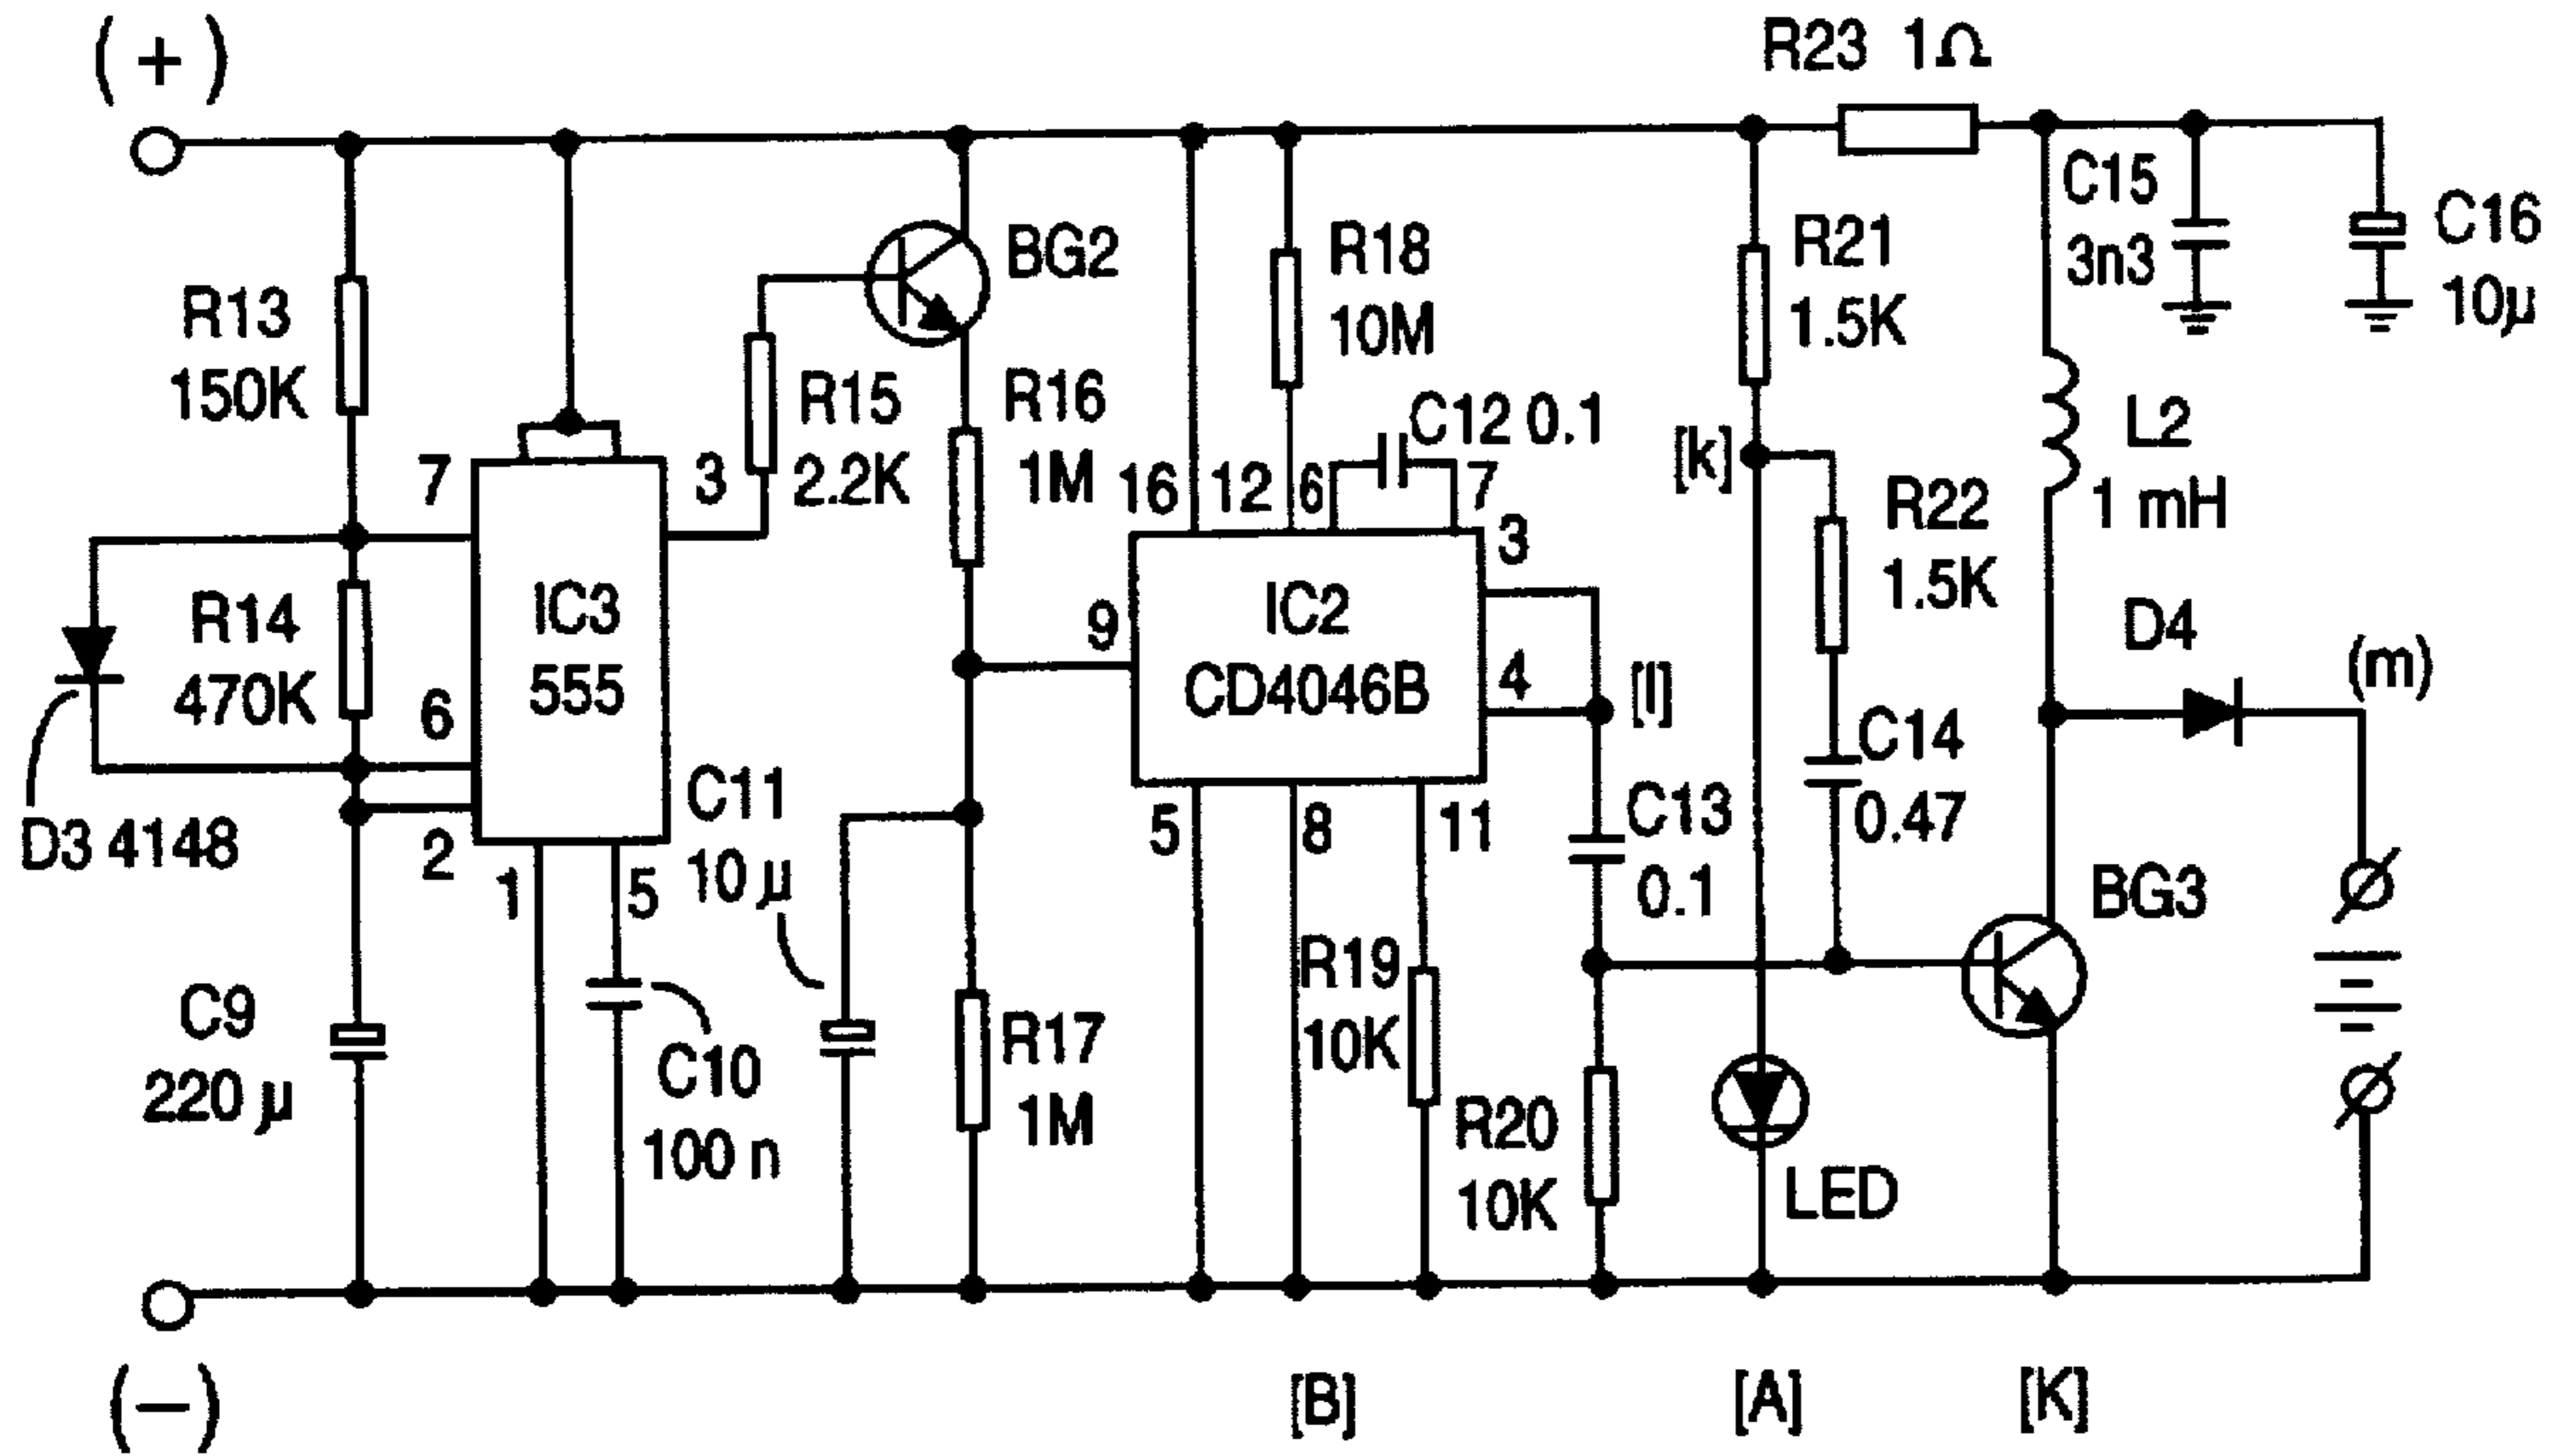 (+)
R23 1Ω
R13
150K
7
3
R15
2.2K
BG2
R16
1M
R18
10M
C12 0.1
16
12
6
7
3
R21
1.5K
[k]
R22
1.5K
C15
3n3
C16
10μ
L2
1 mH
D4
(m)
R14
470K
6
2
IC3
555
1
5
D3 4148
C9
220 μ
C10
100 n
C11
10 μ
R17
1M
9
IC2
CD4046B
4
[l]
5
8
11
R19
10K
C13
0.1
C14
0.47
R20
10K
LED
BG3
(−)
[B]
[A]
[K]